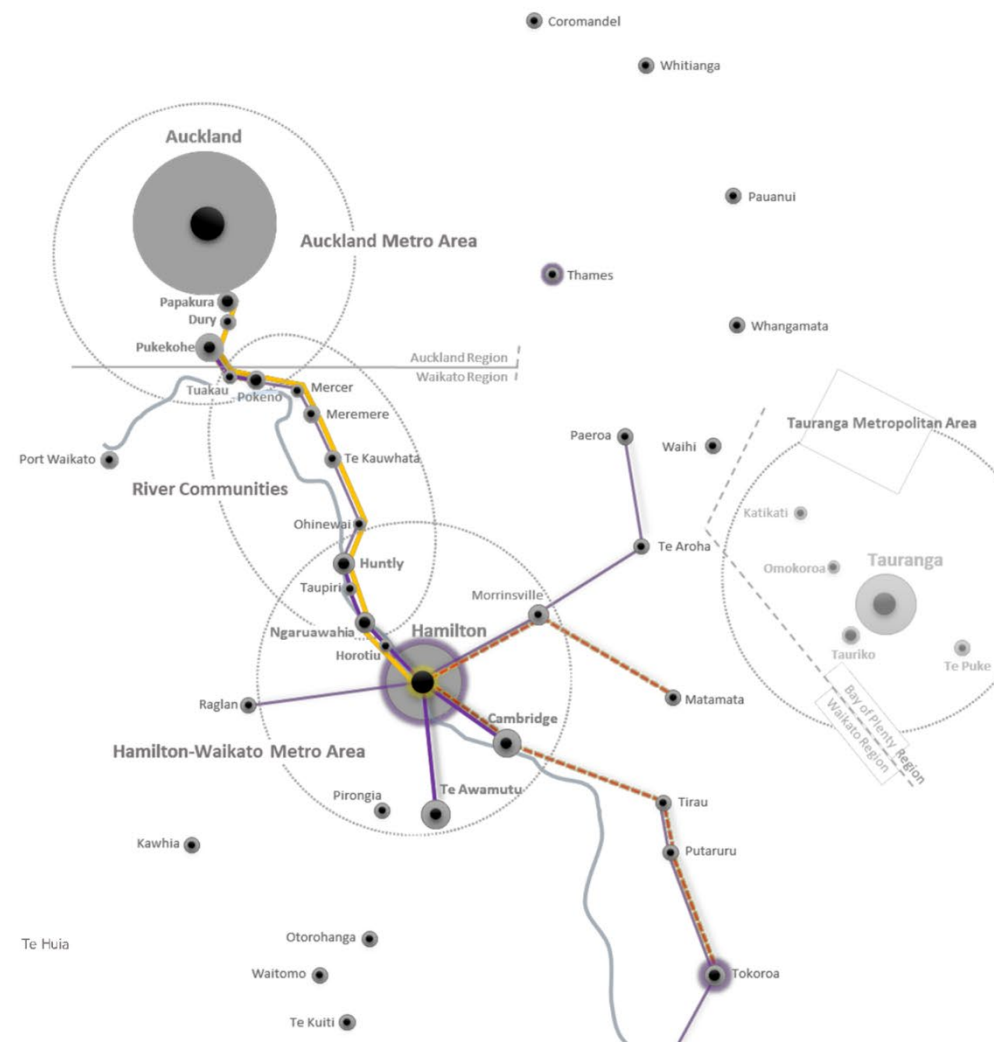 Coromandel
Whitianga
Auckland
Pauanui
Auckland Metro Area
Thames
Papakura
Dury
Whangamata
Pukekohe
Auckland Region
Waikato Region
Tuakau
Pokeno
Mercer
Meremere
Tauranga Metropolitan Area
Paeroa
Waihi
Port Waikato
Te Kauwhata
River Communities
Katikati
Ohinewai
Te Aroha
Huntly
Omokoroa
Tauranga
Taupiri
Morrinsville
Ngaruawahia
Hamilton
Horotiu
Tauriko
Te Puke
Raglan
Matamata
Cambridge
Bay of Plenty Region
Waikato Region
Hamilton-Waikato Metro Area
Te Awamutu
Pirongia
Tirau
Kawhia
Putaruru
Te Huia
Otorohanga
Waitomo
Tokoroa
Te Kuiti